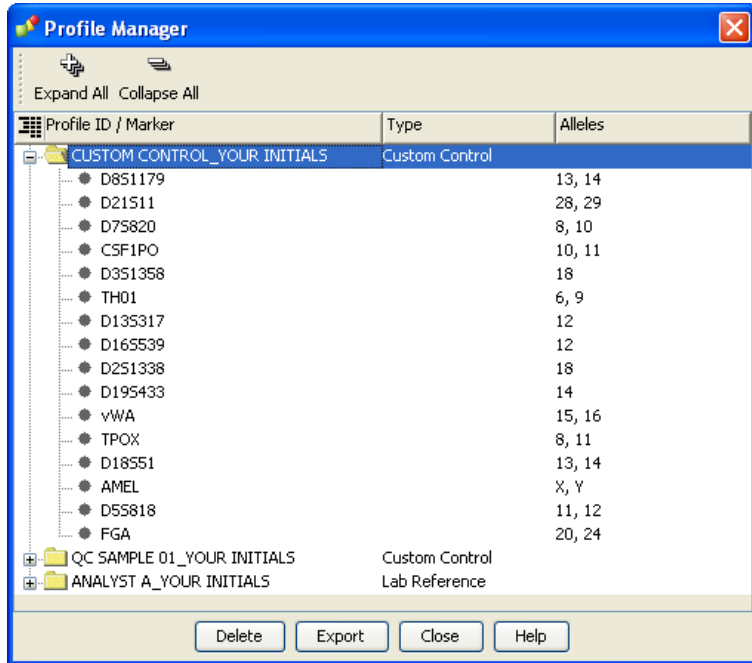 Profile Manager
Expand All Collapse All
Profile ID / Marker Type Alleles
CUSTOM CONTROL_YOUR INITIALS Custom Control
D8S1179 13, 14
D21S11 28, 29
D7S820 8, 10
CSF1PO 10, 11
D3S1358 18
TH01 6, 9
D13S317 12
D16S539 12
D2S1338 18
D19S433 14
vWA 15, 16
TPOX 8, 11
D18S51 13, 14
AMEL X, Y
D5S818 11, 12
FGA 20, 24
QC SAMPLE 01_YOUR INITIALS Custom Control
ANALYST A_YOUR INITIALS Lab Reference
Delete Export Close Help